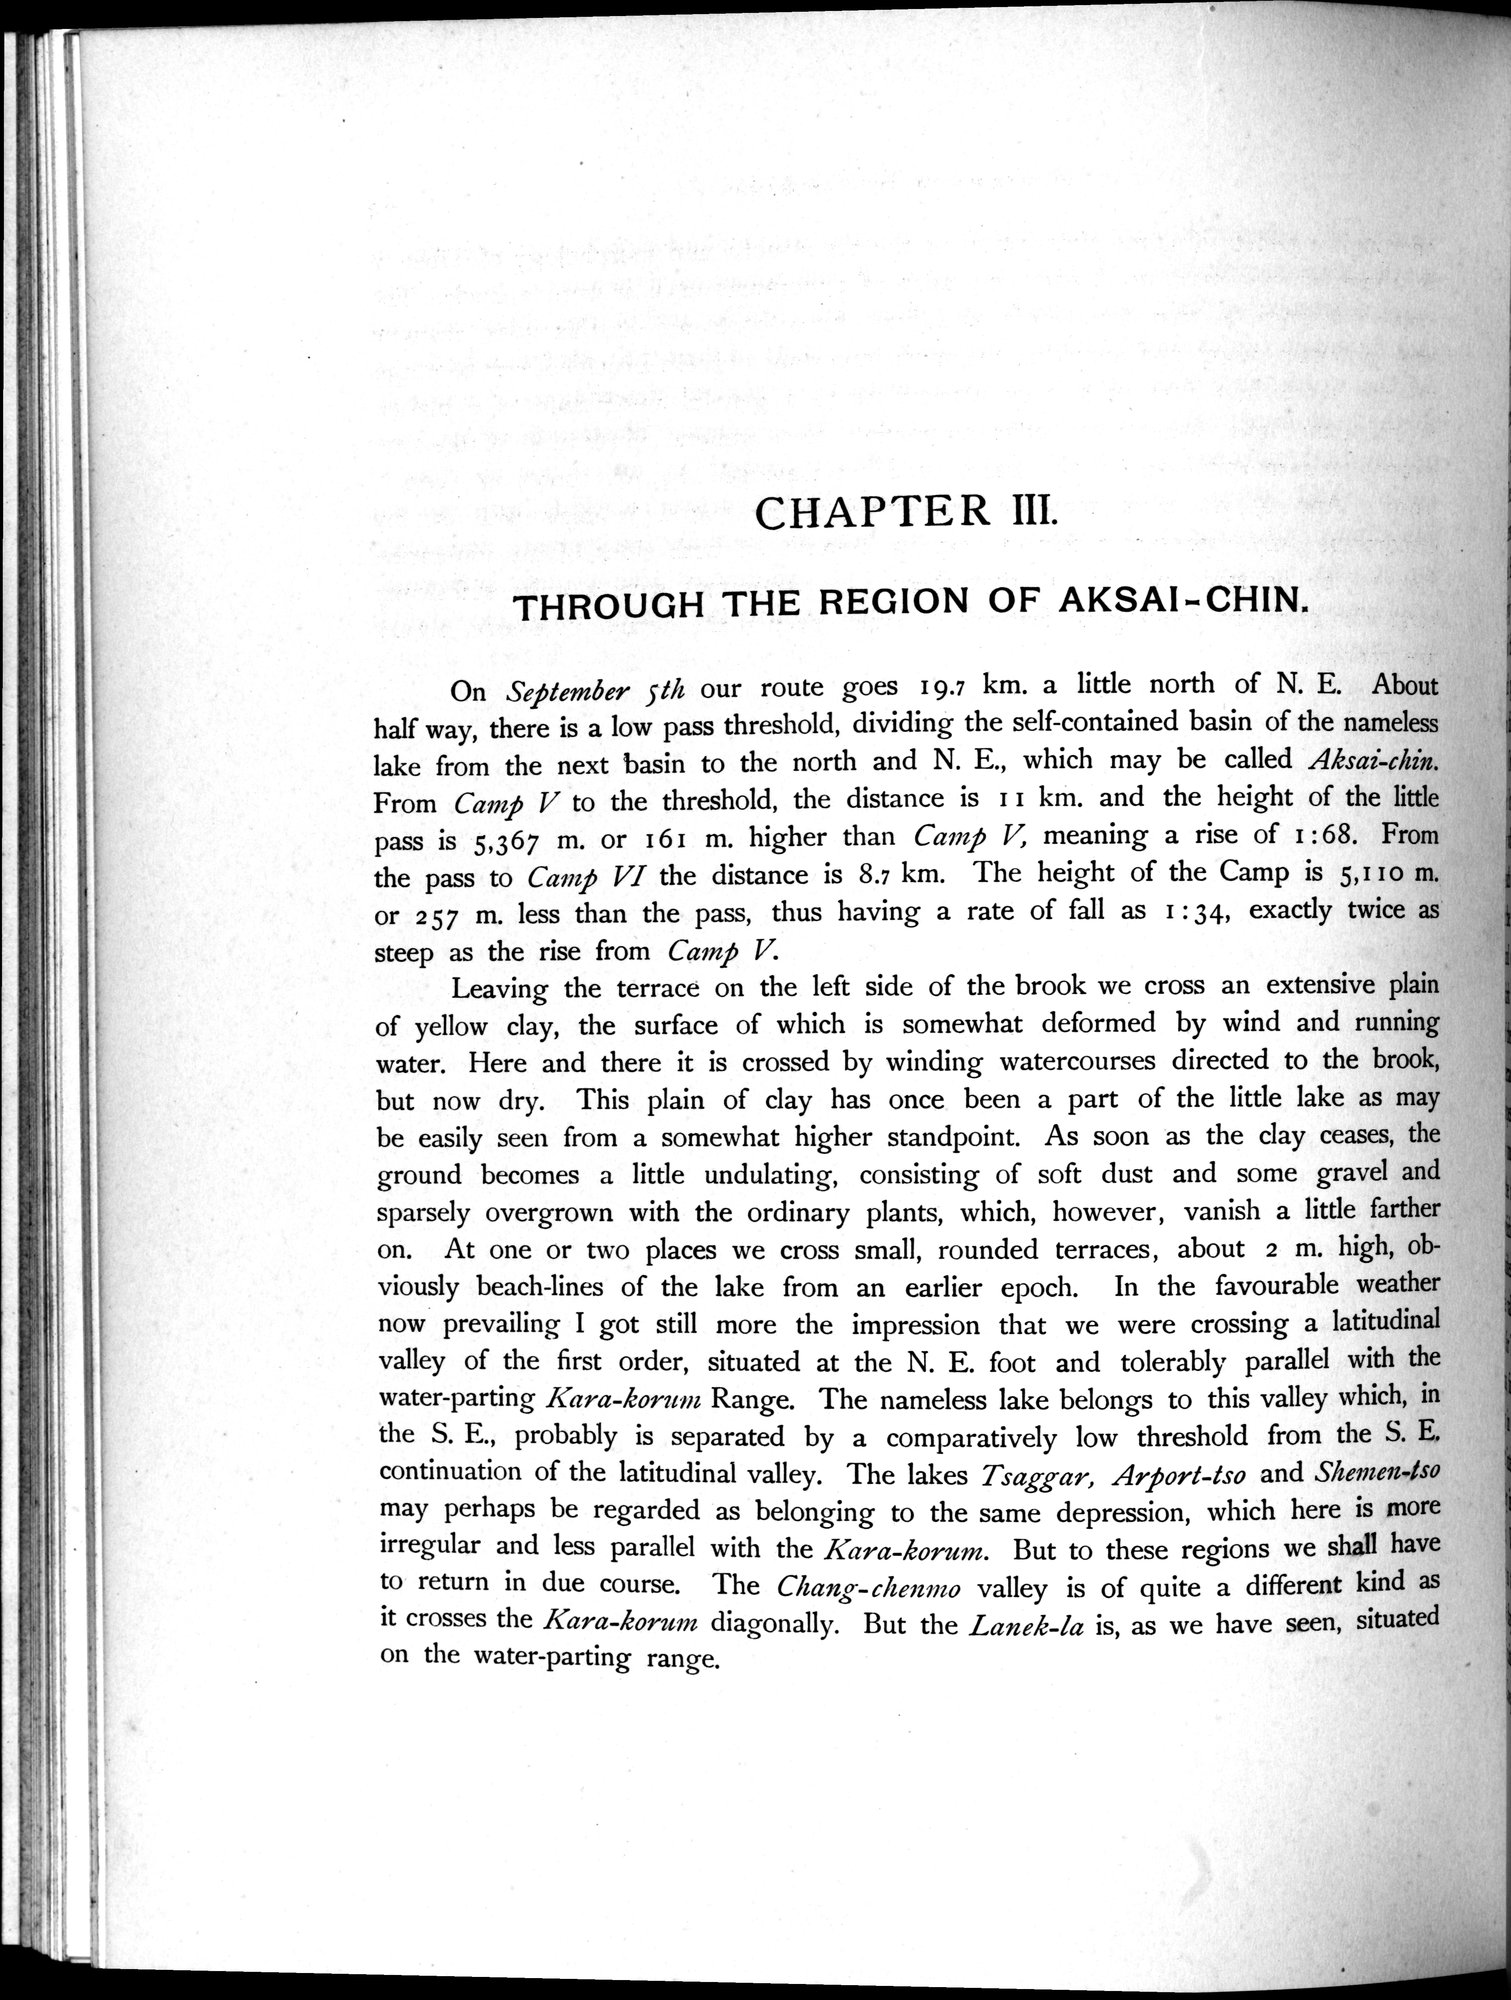 CHAPTER III.
THROUGH THE REGION OF AKSAI-CHIN.
On September 5th our route goes 19.7 km. a little north of N. E. About
half way, there is a low pass threshold, dividing the self-contained basin of the nameless
lake from the next basin to the north and N. E., which may be called Aksai-chin.
From Camp V to the threshold, the distance is 11 km. and the height of the little
pass is 5,367 m. or 161 m. higher than Camp V, meaning a rise of 1:68. From
the pass to Camp VI the distance is 8.7 km. The height of the Camp is 5,110 m.
or 257 m. less than the pass, thus having a rate of fall as 1:34, exactly twice as
steep as the rise from Camp V.
Leaving the terrace on the left side of the brook we cross an extensive plain
of yellow clay, the surface of which is somewhat deformed by wind and running
water. Here and there it is crossed by winding watercourses directed to the brook,
but now dry. This plain of clay has once been a part of the little lake as may
be easily seen from a somewhat higher standpoint. As soon as the clay ceases, the
ground becomes a little undulating, consisting of soft dust and some gravel and
sparsely overgrown with the ordinary plants, which, however, vanish a little farther
on. At one or two places we cross small, rounded terraces, about 2 m. high, ob-
viously beach-lines of the lake from an earlier epoch. In the favourable weather
now prevailing I got still more the impression that we were crossing a latitudinal
valley of the first order, situated at the N. E. foot and tolerably parallel with the
water-parting Kara-korum Range. The nameless lake belongs to this valley which, in
the S. E., probably is separated by a comparatively low threshold from the S. E.
continuation of the latitudinal valley. The lakes Tsaggar, Arport-tso and Shemen-tso
may perhaps be regarded as belonging to the same depression, which here is more
irregular and less parallel with the Kara-korum. But to these regions we shall have
to return in due course. The Chang-chenmo valley is of quite a different kind as
it crosses the Kara-korum diagonally. But the Lanek-la is, as we have seen, situated
on the water-parting range.